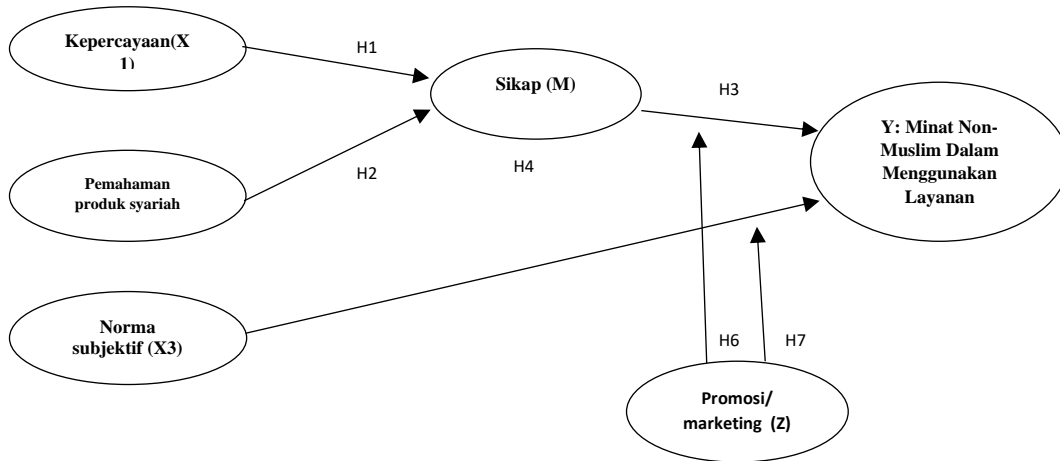 Kepercayaan(X
1)
H1
Sikap (M)
H3
Y: Minat Non-
Muslim Dalam
Menggunakan
Layanan
Pemahaman
produk syariah
H2
H4
Norma
subjektif (X3)
H6
H7
Promosi/
marketing (Z)